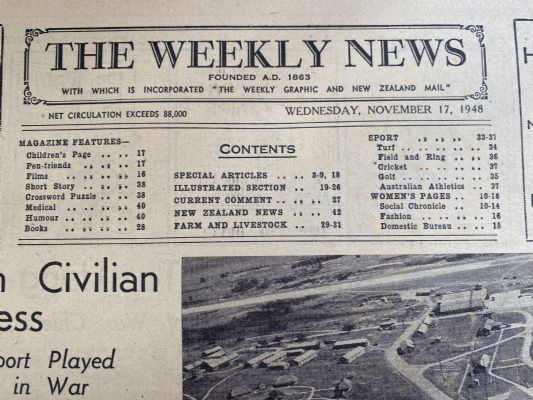 THE WEEKLY NEWS
FOUNDED A.D. 1863
WITH WHICH IS INCORPORATED "THE WEEKLY GRAPHIC AND NEW ZEALAND MAIL"
NET CIRCULATION EXCEEDS 88,000
WEDNESDAY, NOVEMBER 17, 1948
MAGAZINE FEATURES—
Children's Page .. .. 17
Pen-friends .. .. .. 17
Films .. .. .. .. 16
Short Story .. .. .. 38
Crossword Puzzle .. .. 38
Medical .. .. .. .. 40
Humour .. .. .. .. 40
Books .. .. .. .. 28
CONTENTS
SPECIAL ARTICLES .. .. 3-9, 18
ILLUSTRATED SECTION .. 19-26
CURRENT COMMENT .. .. 27
NEW ZEALAND NEWS .. .. 42
FARM AND LIVESTOCK .. .. 29-31
SPORT .. .. .. .. 33-37
Turf .. .. .. .. .. 34
Field and Ring .. .. .. 36
Cricket .. .. .. .. 37
Golf .. .. .. .. .. 35
Australian Athletics .. 37
WOMEN'S PAGES .. .. 10-16
Social Chronicle .. .. 10-14
Fashion .. .. .. .. 16
Domestic Bureau .. .. 15
Civilian
ess
ort Played
in War